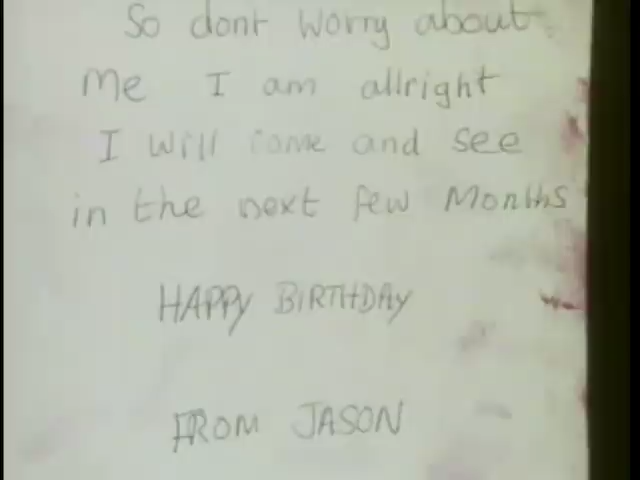 So dont worry about
Me I am allright
I will come and see
in the next few Months
HAPPY BIRTHDAY
FROM JASON